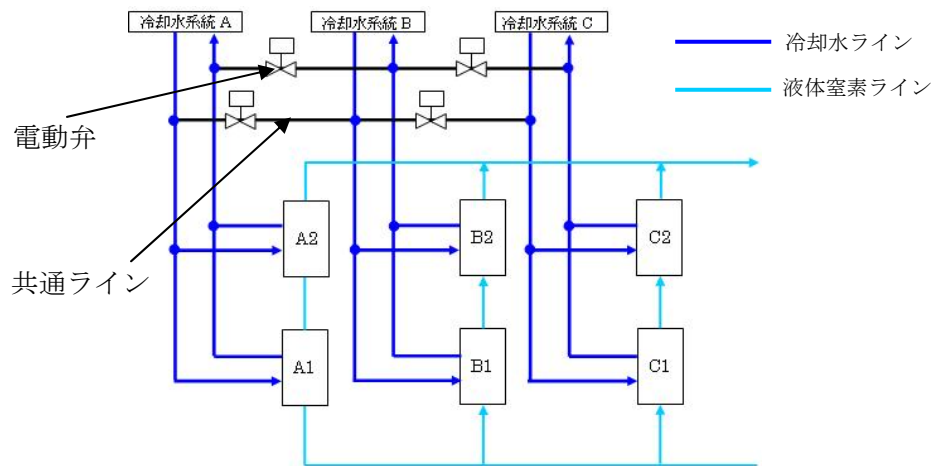 冷却水系統 A
冷却水系統 B
冷却水系統 C
冷却水ライン
液体窒素ライン
電動弁
共通ライン
A2
B2
C2
A1
B1
C1